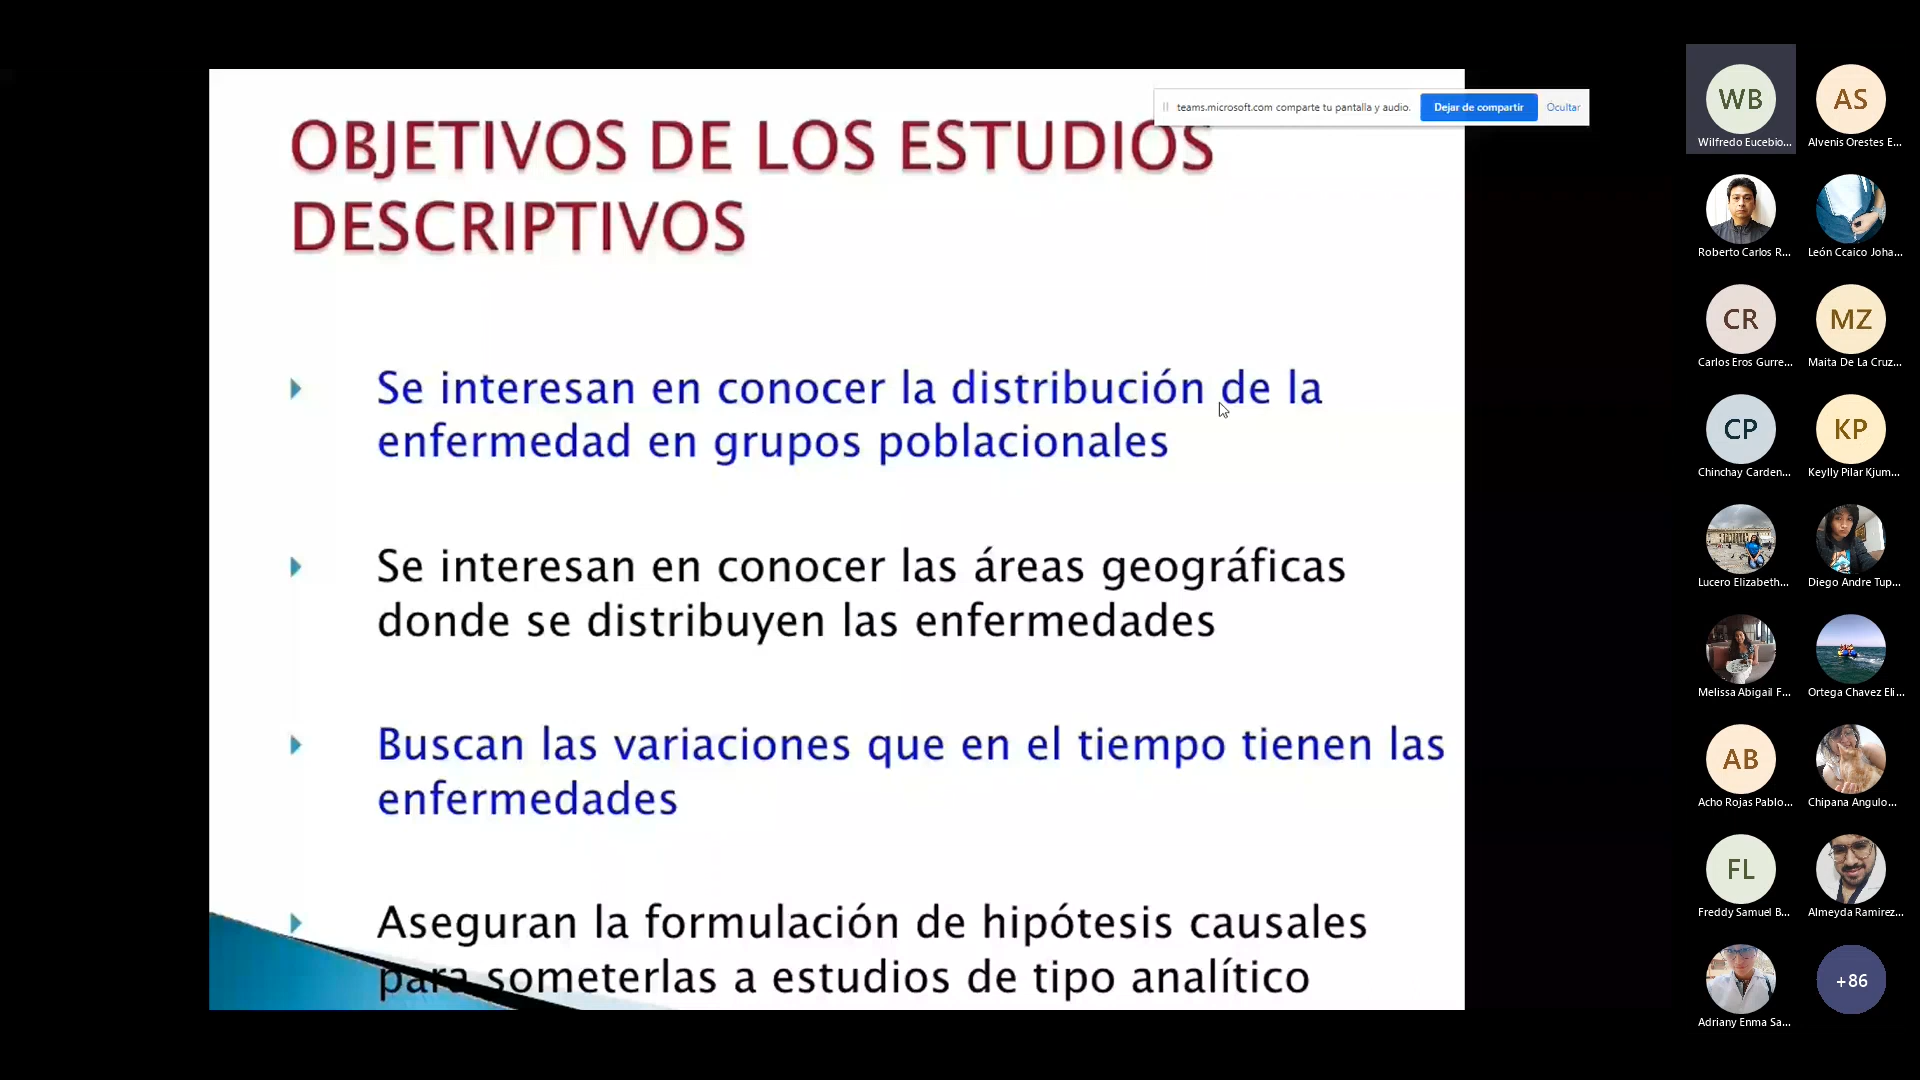 OBJETIVOS DE LOS ESTUDIOS
DESCRIPTIVOS
Se interesan en conocer la distribución de la
enfermedad en grupos poblacionales
Se interesan en conocer las áreas geográficas
donde se distribuyen las enfermedades
Buscan las variaciones que en el tiempo tienen las
enfermedades
Aseguran la formulación de hipótesis causales
para someterlas a estudios de tipo analítico
teams.microsoft.com comparte tu pantalla y audio.
Dejar de compartir
Ocultar
WB
Wilfredo Eucebio...
AS
Alvenis Orestes E...
Roberto Carlos R...
León Ccaico Joha...
CR
Carlos Eros Gurre...
MZ
Maita De La Cruz...
CP
Chinchay Carden...
KP
Keylly Pilar Kjum...
Lucero Elizabeth...
Diego Andre Tup...
Melissa Abigail F...
Ortega Chavez Eli...
AB
Acho Rojas Pablo...
Chipana Angulo...
FL
Freddy Samuel B...
Almeyda Ramirez...
Adriany Enma Sa...
+86